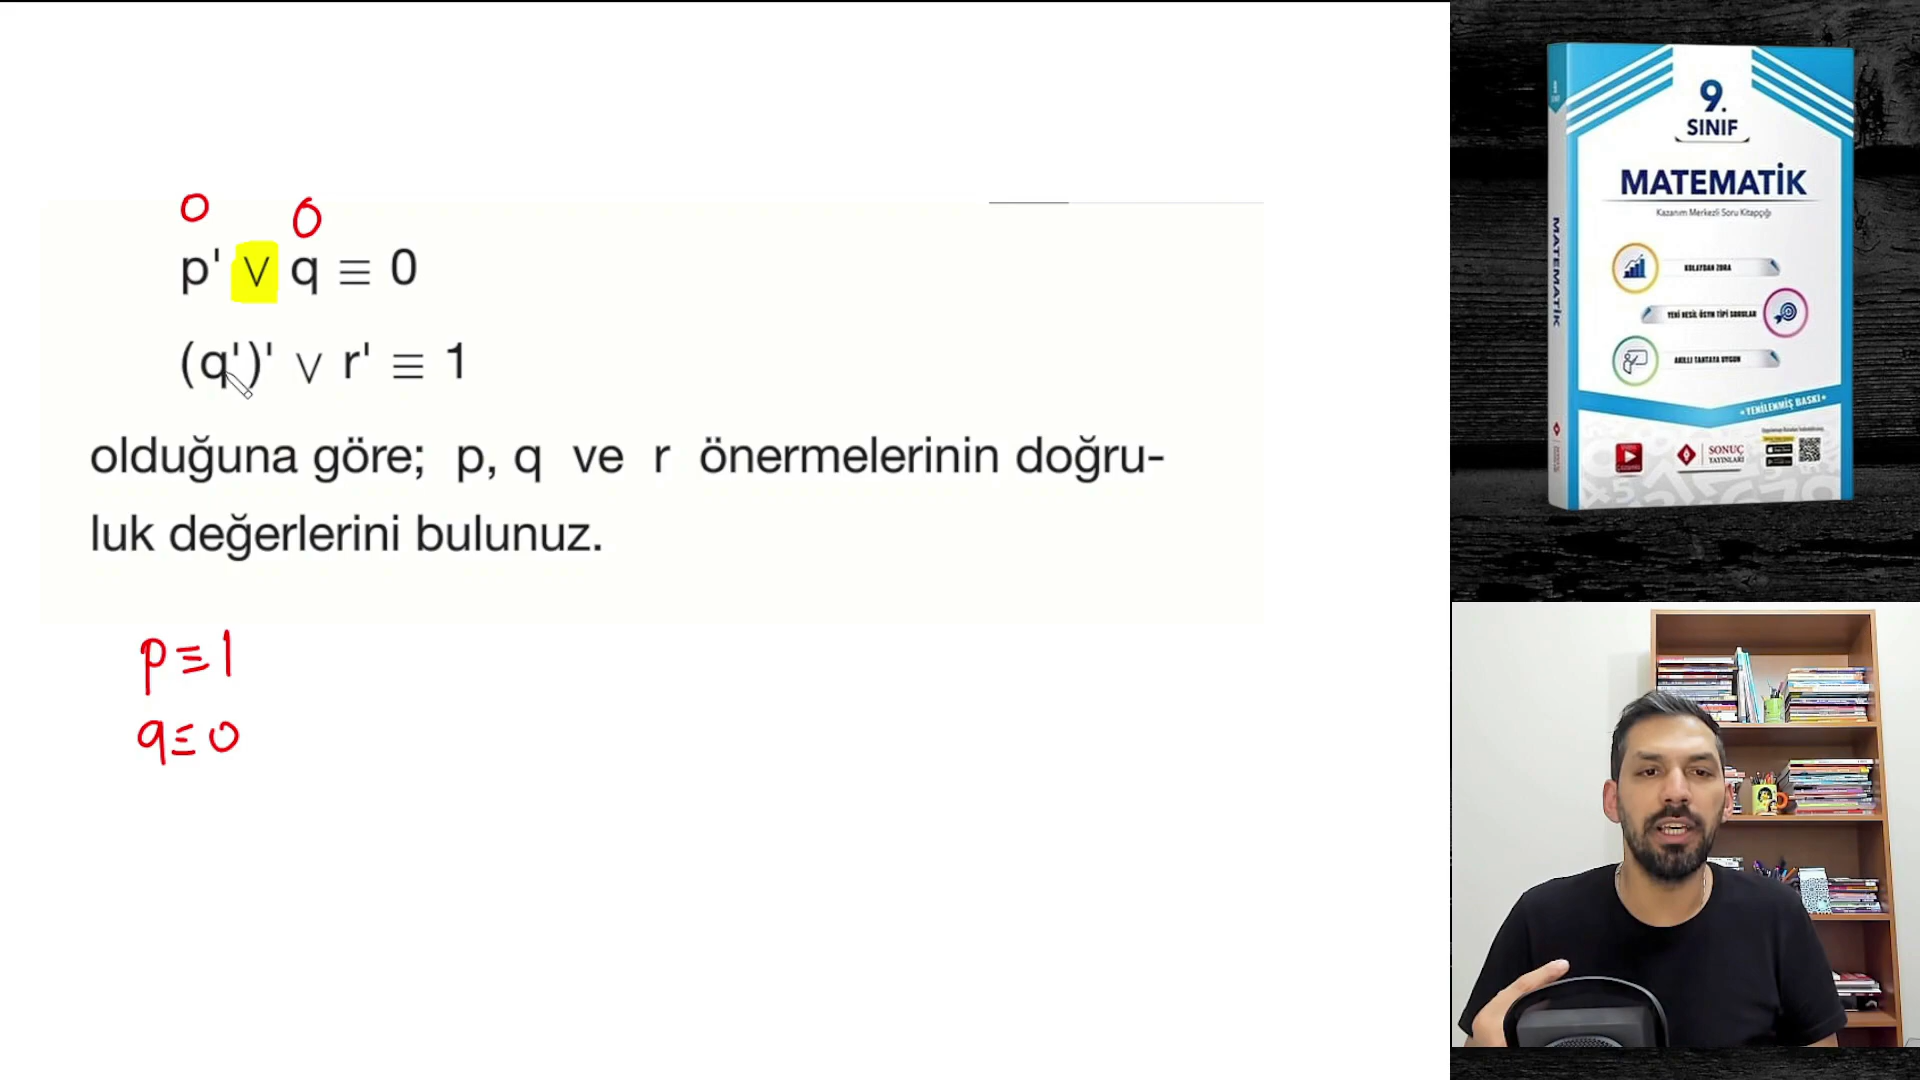 0 0
p' ∨ q ≡ 0
(q')' ∨ r' ≡ 1
olduğuna göre; p, q ve r önermelerinin doğru-
luk değerlerini bulunuz.
p ≡ 1
q ≡ 0
9.
SINIF
MATEMATİK
Kazanım Merkezli Soru Kitapçığı
KOLAYDAN ZORA
YENİ NESİL ÖSYM TİPİ SORULAR
AKILLI TAHTAYA UYGUN
YENİLENMİŞ BASKI
SONUÇ
YAYINLARI
MATEMATİK